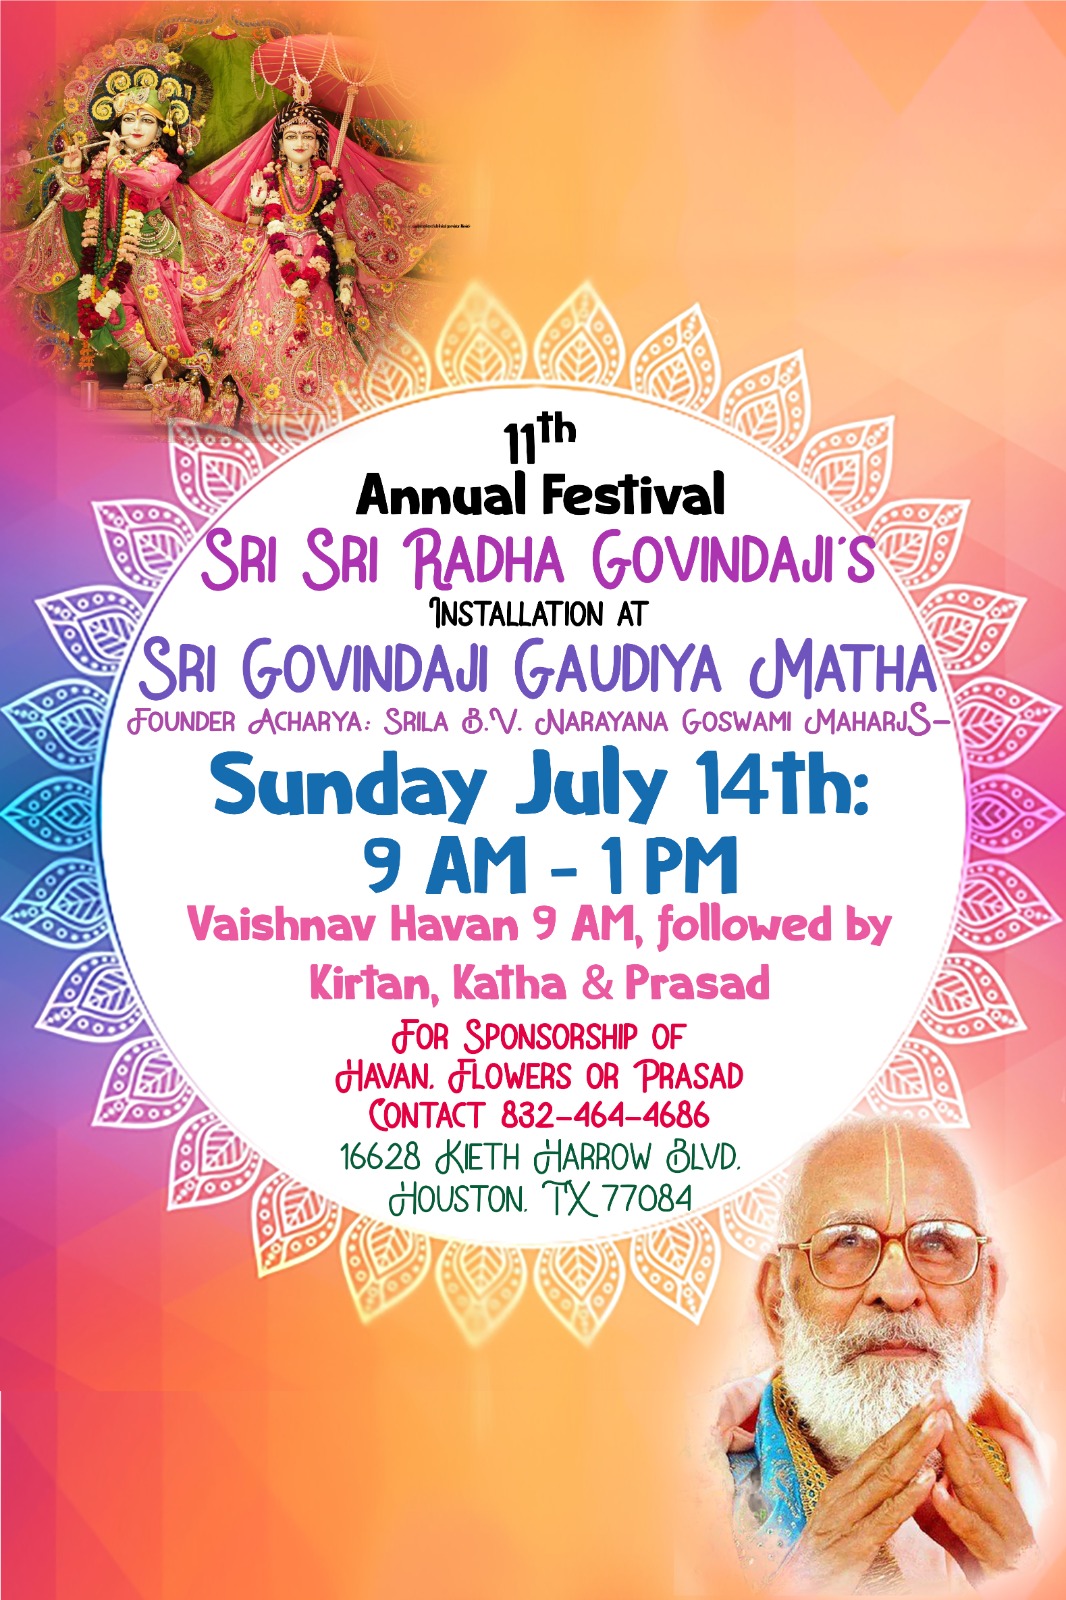 11th
Annual Festival
Sri Sri Radha Govindaji's
Installation at
Sri Govindaji Gaudiya Matha
Founder Acharya: Srila B.V. Narayana Goswami MaharjS-
Sunday July 14th:
9 AM - 1 PM
Vaishnav Havan 9 AM, followed by
Kirtan, Katha & Prasad
For Sponsorship of
Havan. Flowers or Prasad
Contact 832-464-4686
16628 Kieth Harrow Blvd.
Houston. TX 77084